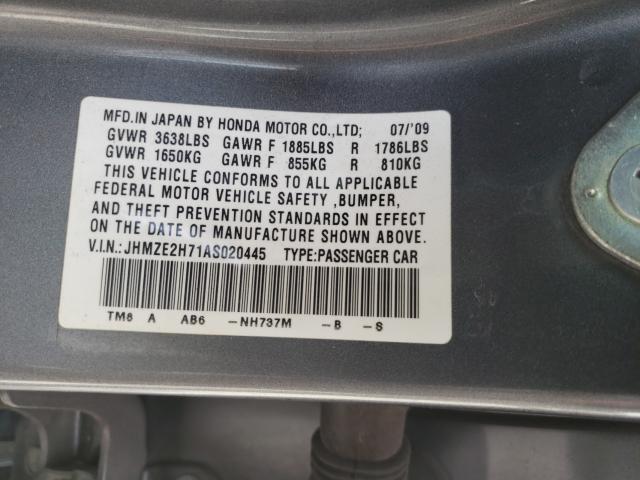 MFD.IN JAPAN BY HONDA MOTOR CO.,LTD; 07/'09
GVWR 3638LBS GAWR F 1885LBS R 1786LBS
GVWR 1650KG GAWR F 855KG R 810KG
THIS VEHICLE CONFORMS TO ALL APPLICABLE
FEDERAL MOTOR VEHICLE SAFETY ,BUMPER,
AND THEFT PREVENTION STANDARDS IN EFFECT
ON THE DATE OF MANUFACTURE SHOWN ABOVE.
V.I.N.:JHMZE2H71AS020445 TYPE:PASSENGER CAR
TM8 A AB6 -NH737M -B -S